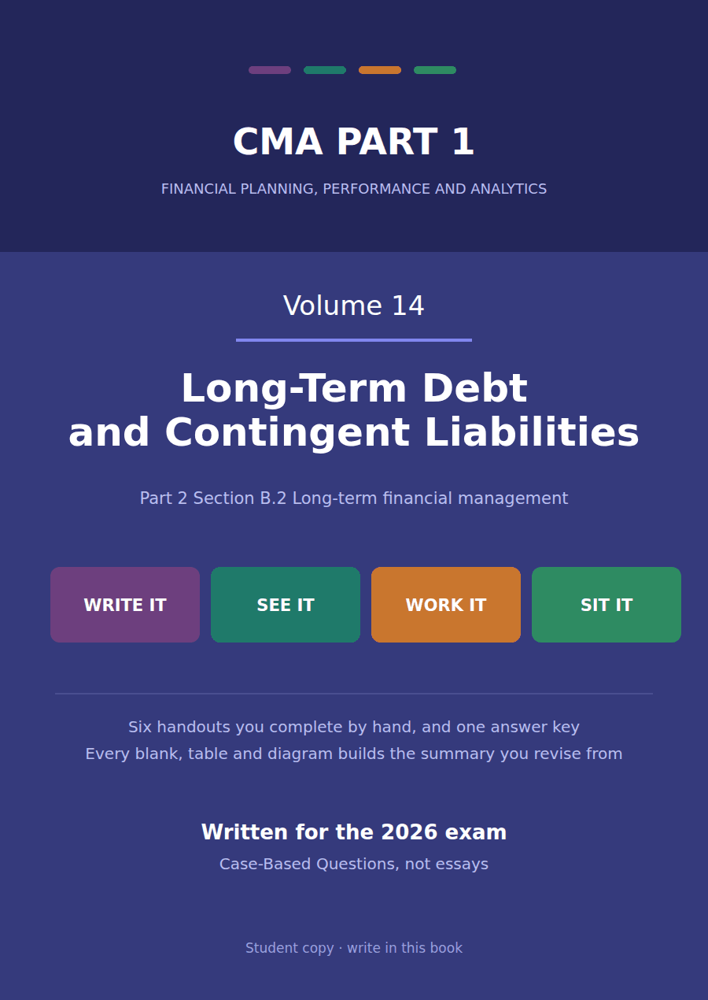 CMA PART 1
FINANCIAL PLANNING, PERFORMANCE AND ANALYTICS
Volume 14
Long-Term Debt
and Contingent Liabilities
Part 2 Section B.2 Long-term financial management
WRITE IT
SEE IT
WORK IT
SIT IT
Six handouts you complete by hand, and one answer key
Every blank, table and diagram builds the summary you revise from
Written for the 2026 exam
Case-Based Questions, not essays
Student copy · write in this book